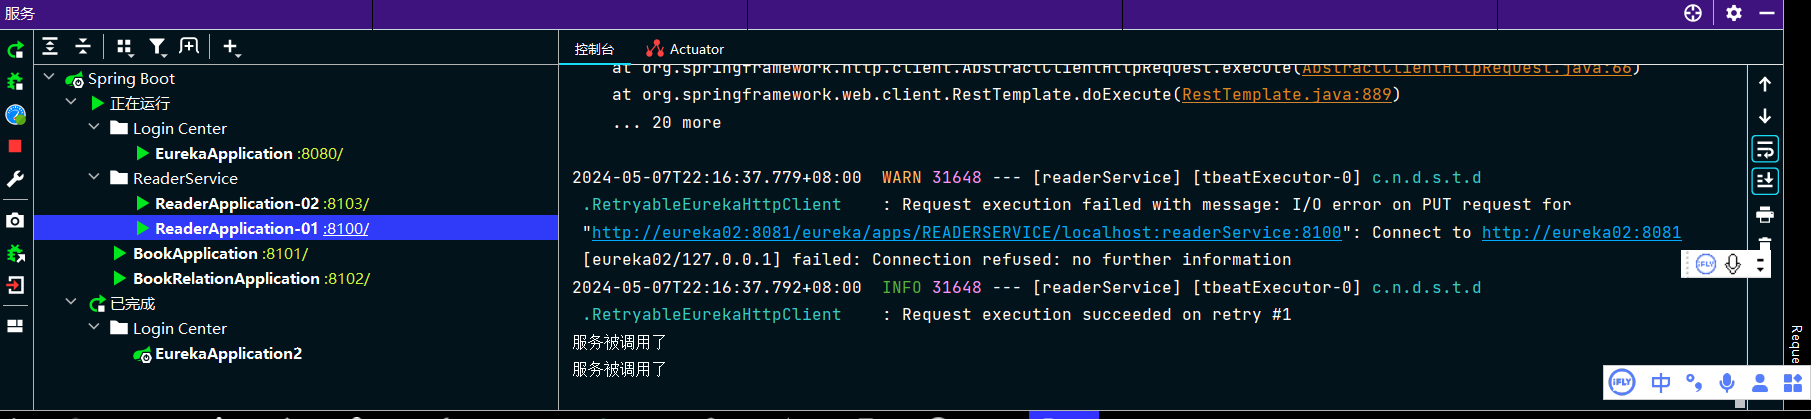 服务
控制台 Actuator
Spring Boot
正在运行
Login Center
EurekaApplication :8080/
ReaderService
ReaderApplication-02 :8103/
ReaderApplication-01 :8100/
BookApplication :8101/
BookRelationApplication :8102/
已完成
Login Center
EurekaApplication2
at org.springframework.http.client.AbstractClientHttpRequest.execute(AbstractClientHttpRequest.java:66)
at org.springframework.web.client.RestTemplate.doExecute(RestTemplate.java:889)
... 20 more
2024-05-07T22:16:37.779+08:00  WARN 31648 --- [readerService] [tbeatExecutor-0] c.n.d.s.t.d
.RetryableEurekaHttpClient    : Request execution failed with message: I/O error on PUT request for
"http://eureka02:8081/eureka/apps/READERSERVICE/localhost:readerService:8100": Connect to http://eureka02:8081
[eureka02/127.0.0.1] failed: Connection refused: no further information
2024-05-07T22:16:37.792+08:00  INFO 31648 --- [readerService] [tbeatExecutor-0] c.n.d.s.t.d
.RetryableEurekaHttpClient    : Request execution succeeded on retry #1
服务被调用了
服务被调用了
iFLY
Reque
iFLY 中